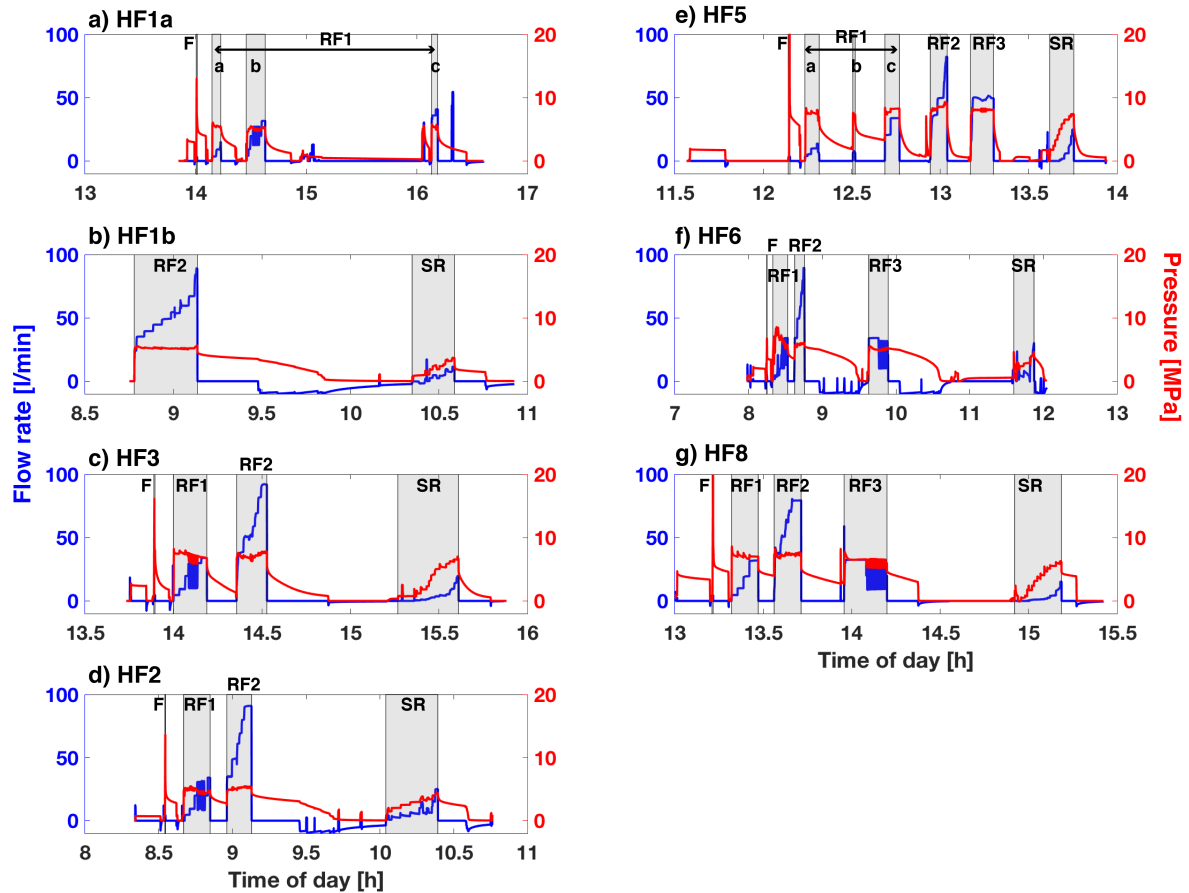 a) HF1a
F
RF1
a
b
c
100
50
0
20
10
0
13
14
15
16
17
b) HF1b
RF2
SR
100
50
0
20
10
0
8.5
9
9.5
10
10.5
11
c) HF3
F
RF1
RF2
SR
100
50
0
20
10
0
13.5
14
14.5
15
15.5
16
d) HF2
F
RF1
RF2
SR
100
50
0
20
10
0
8
8.5
9
9.5
10
10.5
11
Time of day [h]
Flow rate [l/min]
e) HF5
F
RF1
a
b
c
RF2
RF3
SR
100
50
0
20
10
0
11.5
12
12.5
13
13.5
14
f) HF6
F
RF1
RF2
RF3
SR
100
50
0
20
10
0
7
8
9
10
11
12
13
g) HF8
F
RF1
RF2
RF3
SR
100
50
0
20
10
0
13
13.5
14
14.5
15
15.5
Time of day [h]
Pressure [MPa]